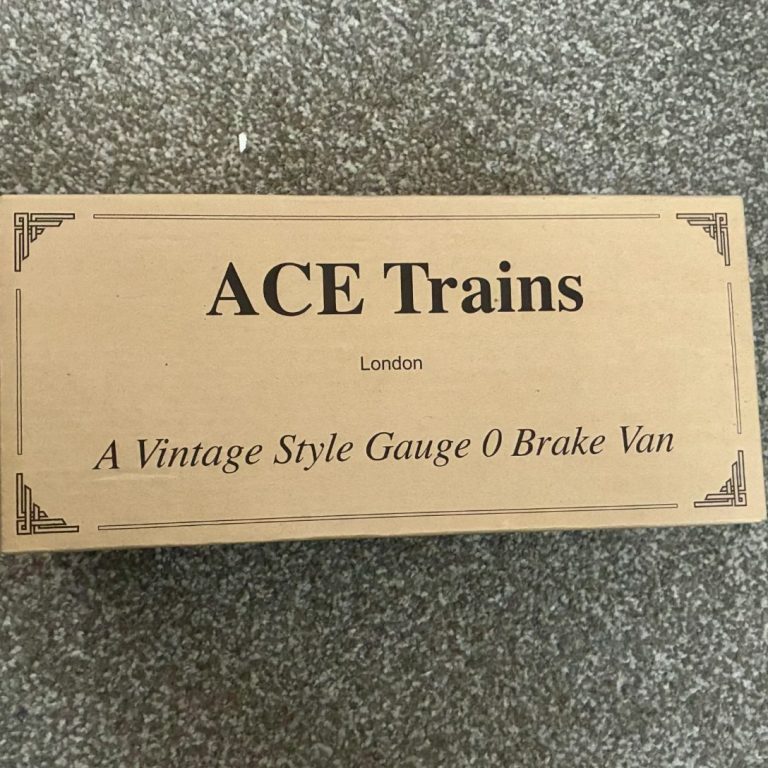 ACE Trains
London
A Vintage Style Gauge 0 Brake Van